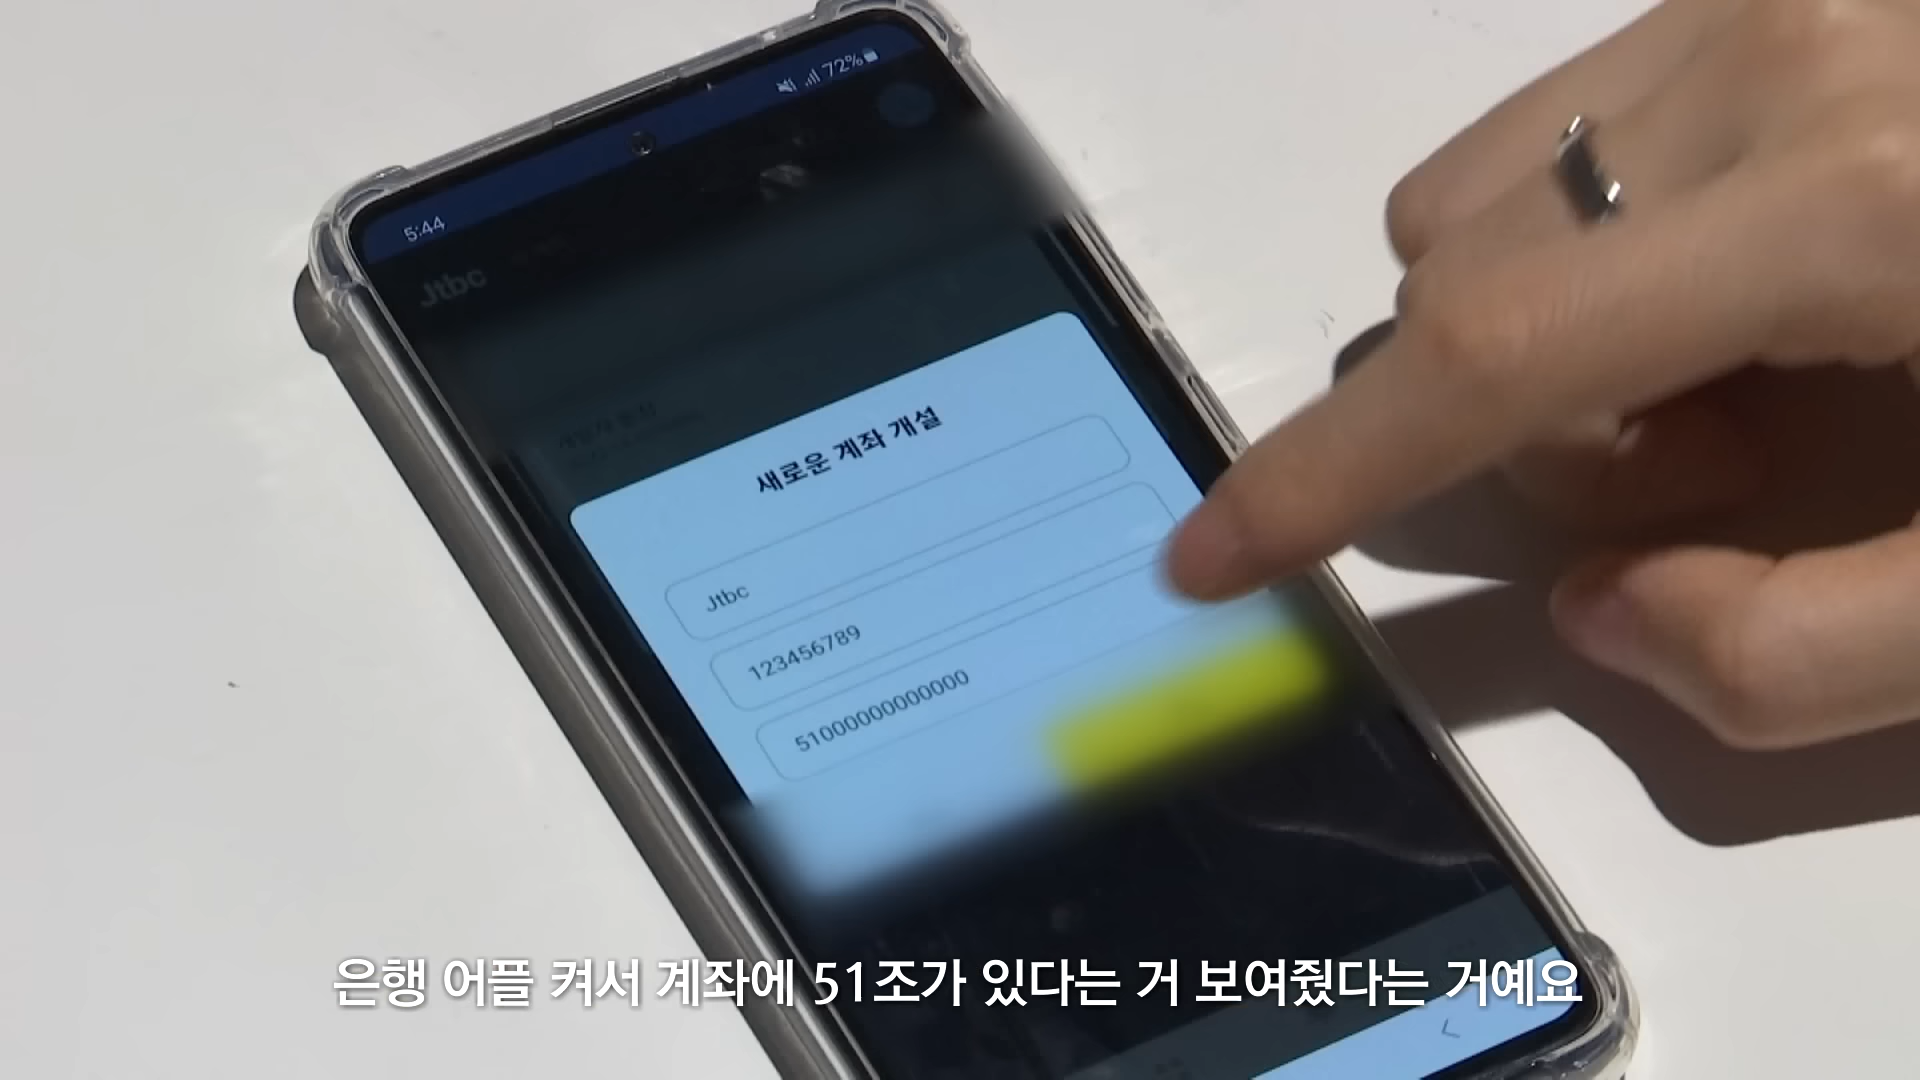 72%
5:44
Jtbc
새로운 계좌 개설
Jtbc
123456789
51000000000000
은행 어플 켜서 계좌에 51조가 있다는 거 보여줬다는 거예요